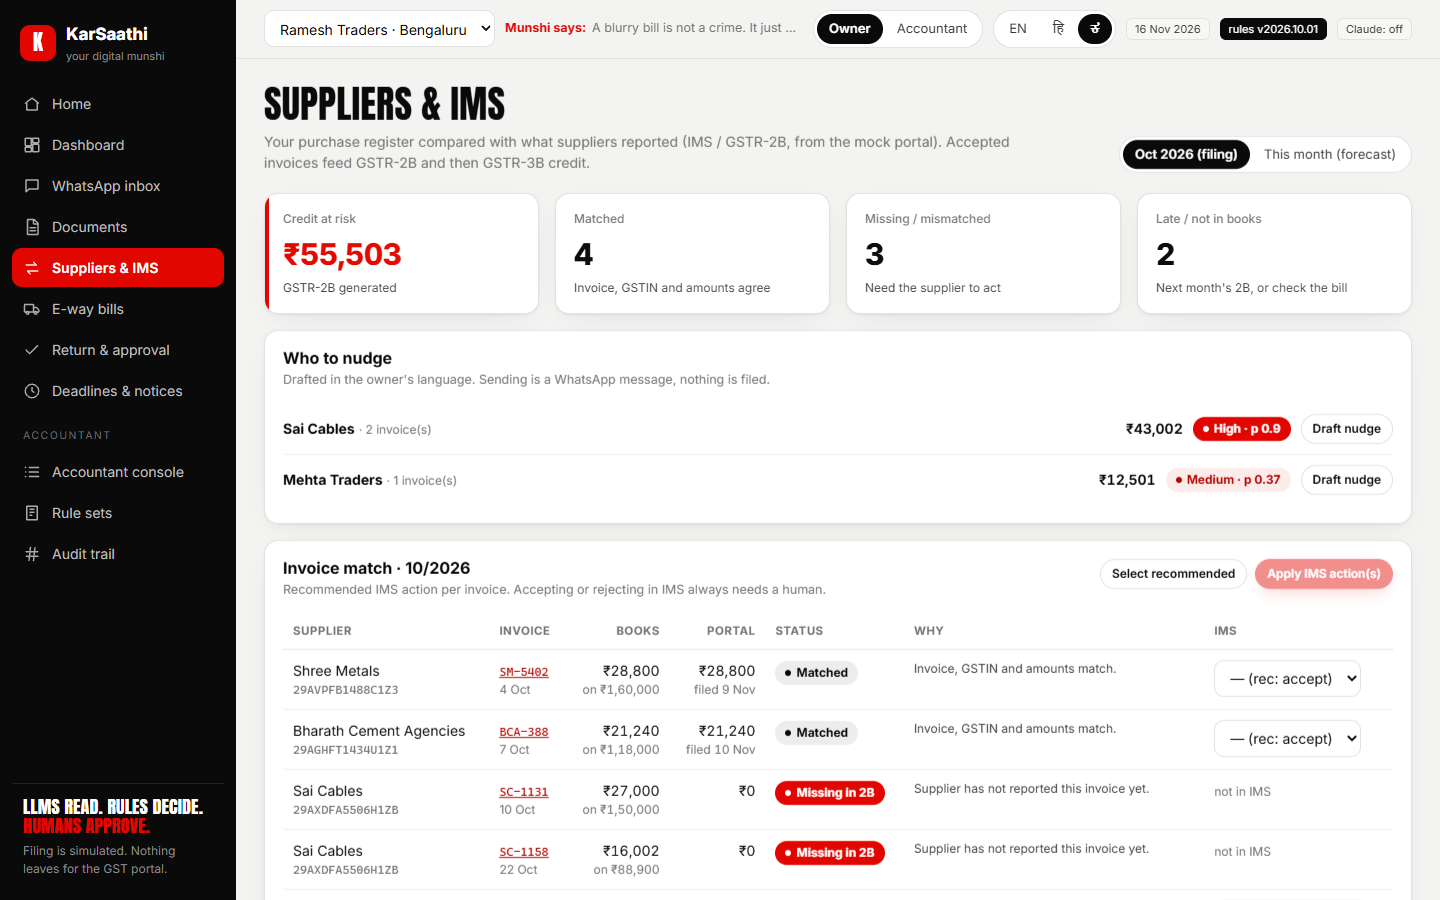 K
KarSaathi
your digital munshi
Home
Dashboard
WhatsApp inbox
Documents
Suppliers & IMS
E-way bills
Return & approval
Deadlines & notices
ACCOUNTANT
Accountant console
Rule sets
Audit trail
LLMS READ. RULES DECIDE.
HUMANS APPROVE.
Filing is simulated. Nothing
leaves for the GST portal.
Ramesh Traders · Bengaluru
Munshi says: A blurry bill is not a crime. It just ...
Owner Accountant
EN हि ಕ
16 Nov 2026
rules v2026.10.01
Claude: off
SUPPLIERS & IMS
Your purchase register compared with what suppliers reported (IMS / GSTR-2B, from the mock portal). Accepted
invoices feed GSTR-2B and then GSTR-3B credit.
Oct 2026 (filing) This month (forecast)
Credit at risk
₹55,503
GSTR-2B generated
Matched
4
Invoice, GSTIN and amounts agree
Missing / mismatched
3
Need the supplier to act
Late / not in books
2
Next month's 2B, or check the bill
Who to nudge
Drafted in the owner's language. Sending is a WhatsApp message, nothing is filed.
Sai Cables · 2 invoice(s) ₹43,002 High · p 0.9 Draft nudge
Mehta Traders · 1 invoice(s) ₹12,501 Medium · p 0.37 Draft nudge
Invoice match · 10/2026
Recommended IMS action per invoice. Accepting or rejecting in IMS always needs a human.
Select recommended Apply IMS action(s)
SUPPLIER INVOICE BOOKS PORTAL STATUS WHY IMS
Shree Metals SM-5402 ₹28,800 ₹28,800 Matched Invoice, GSTIN and amounts match. — (rec: accept)
29AVPFB1488C1Z3 4 Oct on ₹1,60,000 filed 9 Nov
Bharath Cement Agencies BCA-388 ₹21,240 ₹21,240 Matched Invoice, GSTIN and amounts match. — (rec: accept)
29AGHFT1434U1Z1 7 Oct on ₹1,18,000 filed 10 Nov
Sai Cables SC-1131 ₹27,000 ₹0 Missing in 2B Supplier has not reported this invoice yet. not in IMS
29AXDFA5506H1ZB 10 Oct on ₹1,50,000
Sai Cables SC-1158 ₹16,002 ₹0 Missing in 2B Supplier has not reported this invoice yet. not in IMS
29AXDFA5506H1ZB 22 Oct on ₹88,900